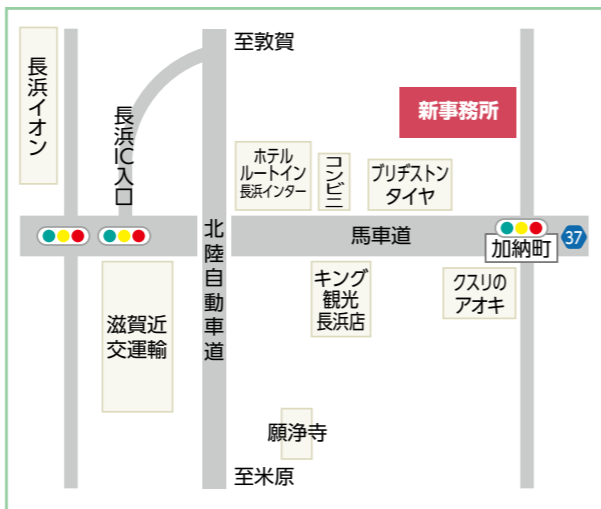 至敦賀
長浜イオン
長浜IC入口
新事務所
ホテル
ルートイン
長浜インター
コンビニ
ブリヂストン
タイヤ
北陸自動車道
馬車道
加納町
37
滋賀近
交運輸
キング
観光
長浜店
クスリの
アオキ
願浄寺
至米原